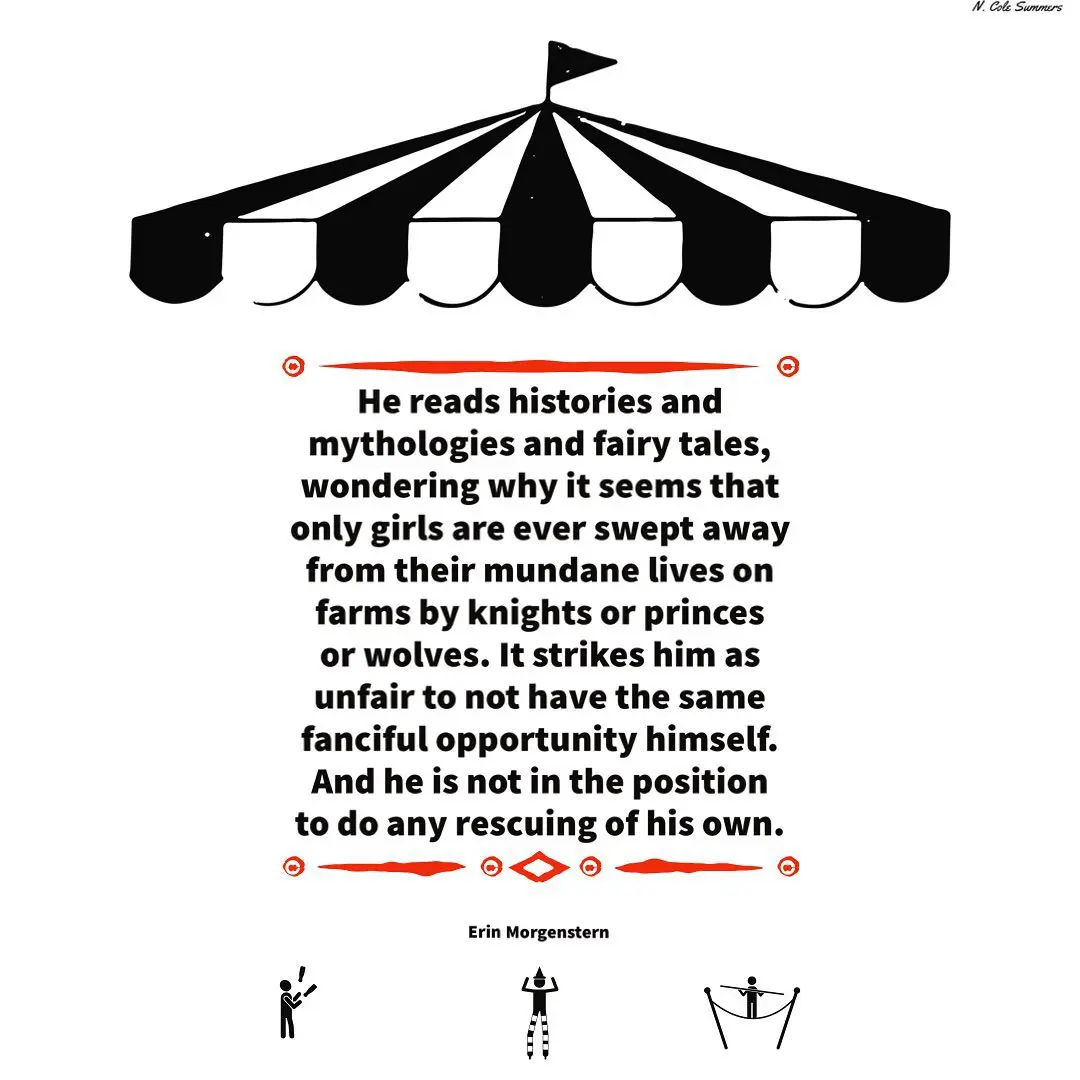 N. Cole Summers
He reads histories and
mythologies and fairy tales,
wondering why it seems that
only girls are ever swept away
from their mundane lives on
farms by knights or princes
or wolves. It strikes him as
unfair to not have the same
fanciful opportunity himself.
And he is not in the position
to do any rescuing of his own.
Erin Morgenstern